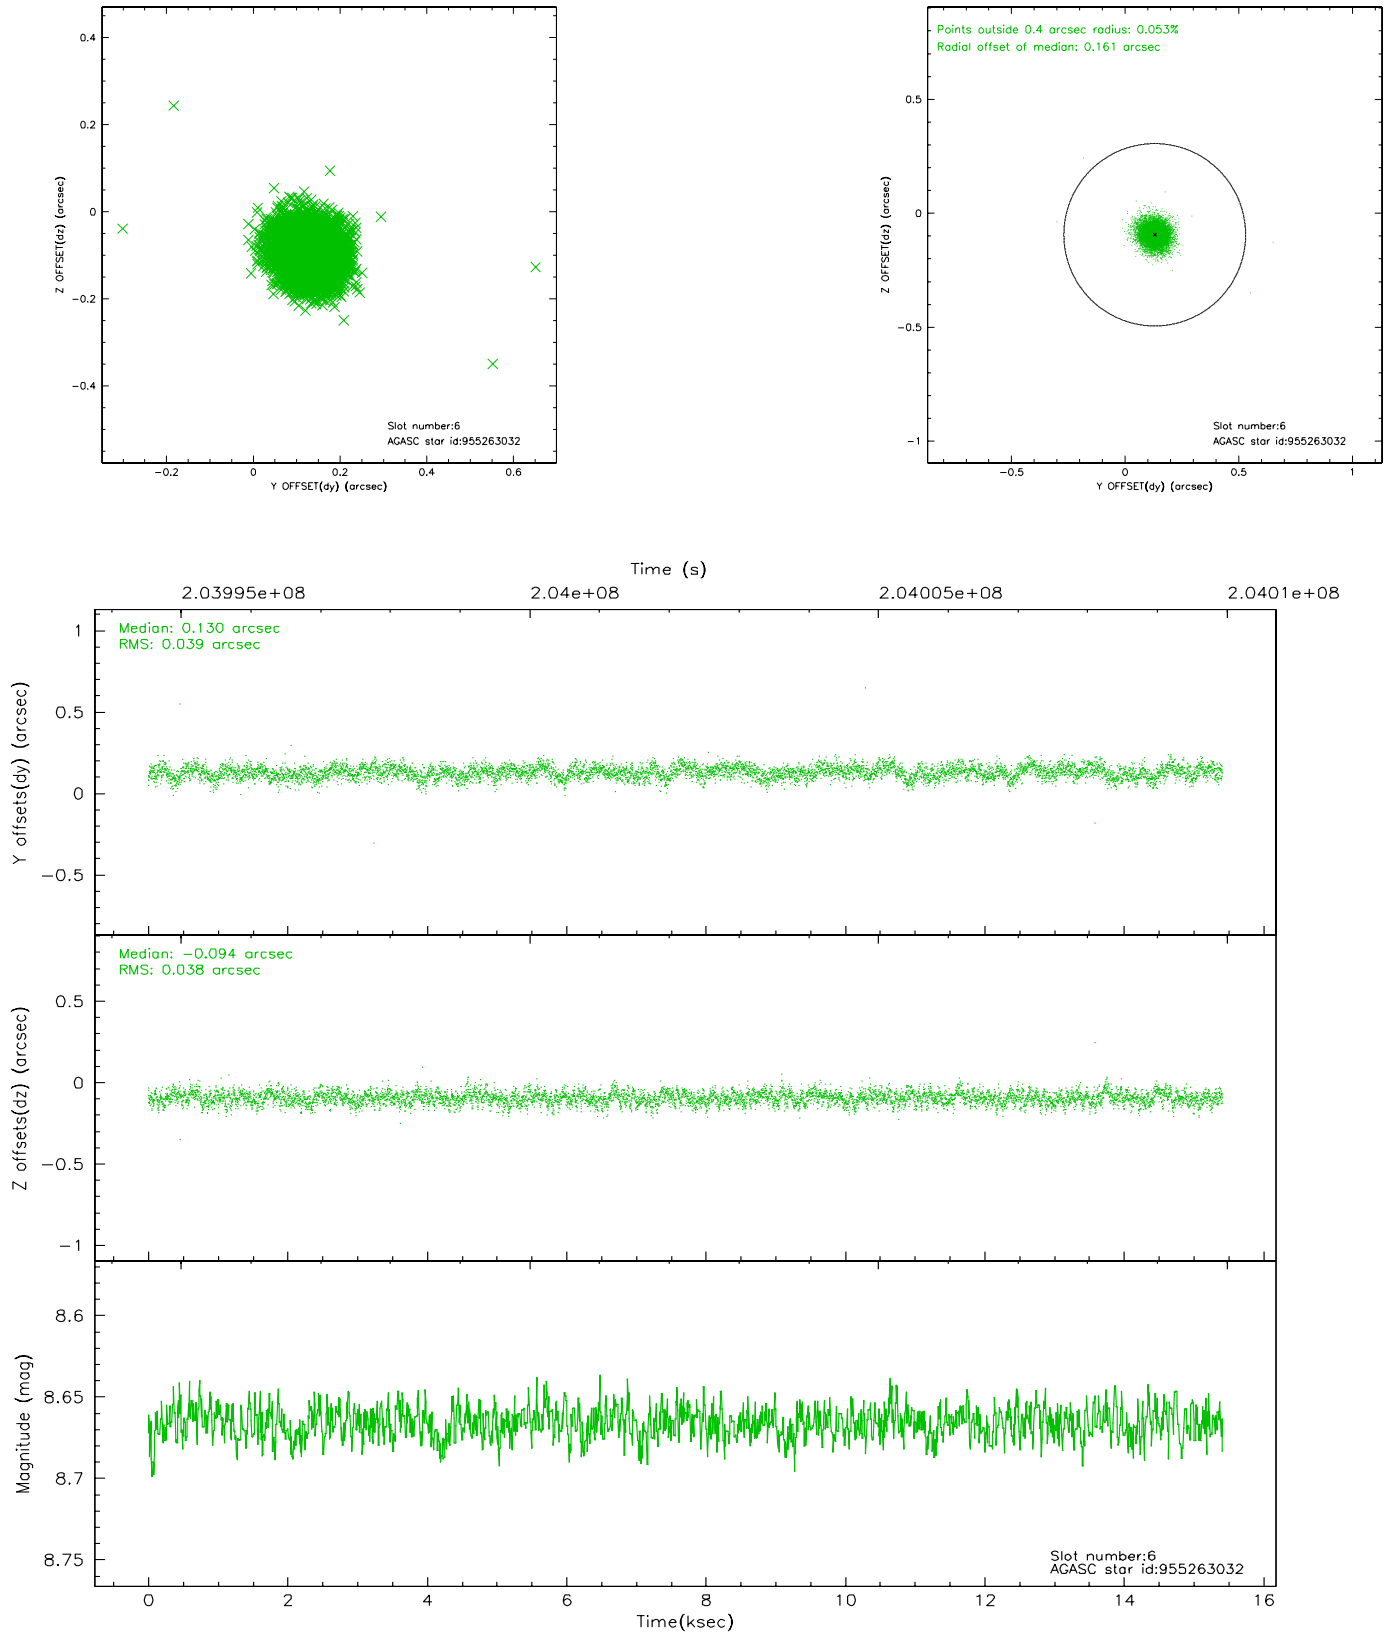 0.4
0.2
0
−0.2
−0.4
Z OFFSET(dz) (arcsec)
Slot number:6
AGASC star id:955263032
−0.2 0 0.2 0.4 0.6
Y OFFSET(dy) (arcsec)
Points outside 0.4 arcsec radius: 0.053%
Radial offset of median: 0.161 arcsec
0.5
0
−0.5
−1
Z OFFSET(dz) (arcsec)
Slot number:6
AGASC star id:955263032
−0.5 0 0.5 1
Y OFFSET(dy) (arcsec)
Time (s)
2.03995e+08 2.04e+08 2.04005e+08 2.0401e+08
Median: 0.130 arcsec
RMS: 0.039 arcsec
1
0.5
0
−0.5
Y offsets(dy) (arcsec)
Median: −0.094 arcsec
RMS: 0.038 arcsec
0.5
0
−0.5
−1
Z offsets(dz) (arcsec)
8.6
8.65
8.7
8.75
Magnitude (mag)
Slot number:6
AGASC star id:955263032
0 2 4 6 8 10 12 14 16
Time(ksec)